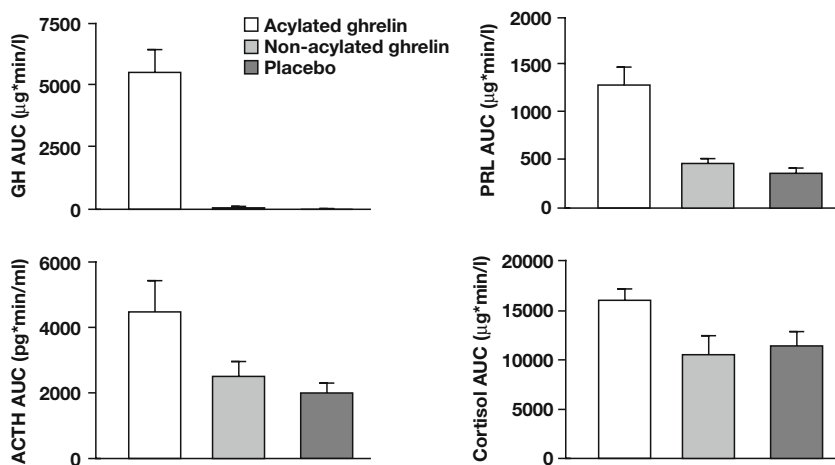 7500
5000
2500
0
GH AUC (µg*min/l)
Acylated ghrelin
Non-acylated ghrelin
Placebo
2000
1500
1000
500
0
PRL AUC (µg*min/l)
6000
4000
2000
0
ACTH AUC (pg*min/ml)
20000
15000
10000
5000
0
Cortisol AUC (µg*min/l)